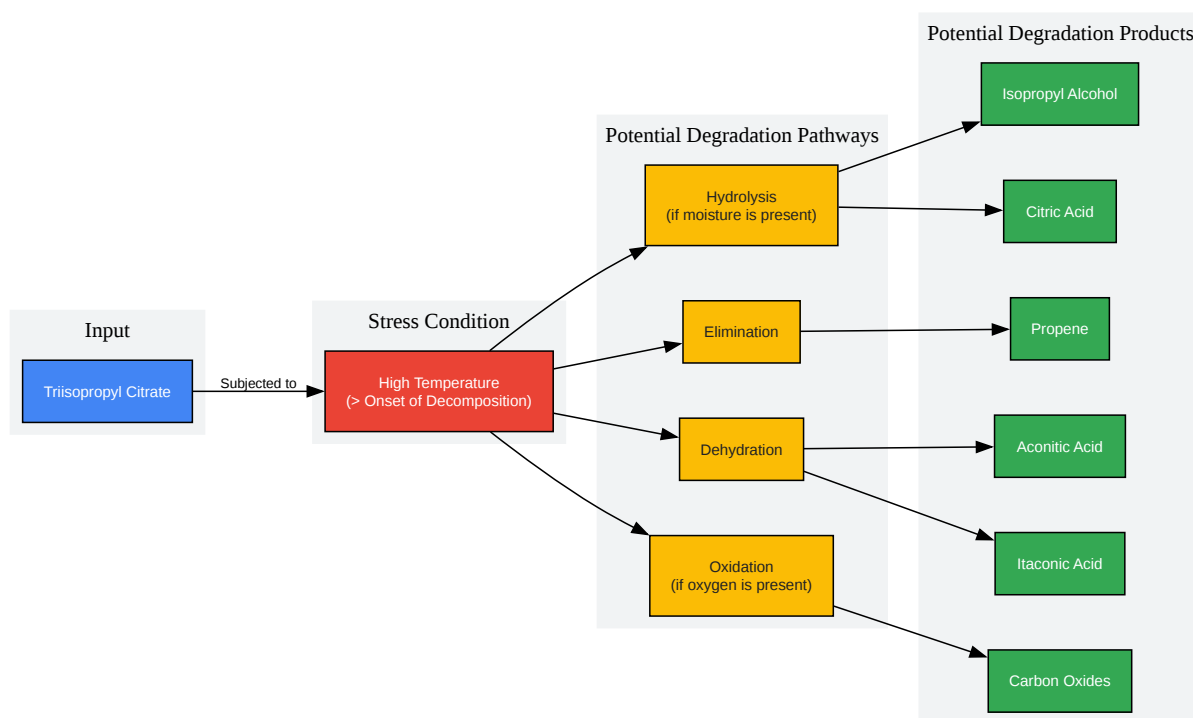 Input
Triisopropyl Citrate
Subjected to
Stress Condition
High Temperature
(> Onset of Decomposition)
Potential Degradation Pathways
Hydrolysis
(if moisture is present)
Elimination
Dehydration
Oxidation
(if oxygen is present)
Potential Degradation Products
Isopropyl Alcohol
Citric Acid
Propene
Aconitic Acid
Itaconic Acid
Carbon Oxides